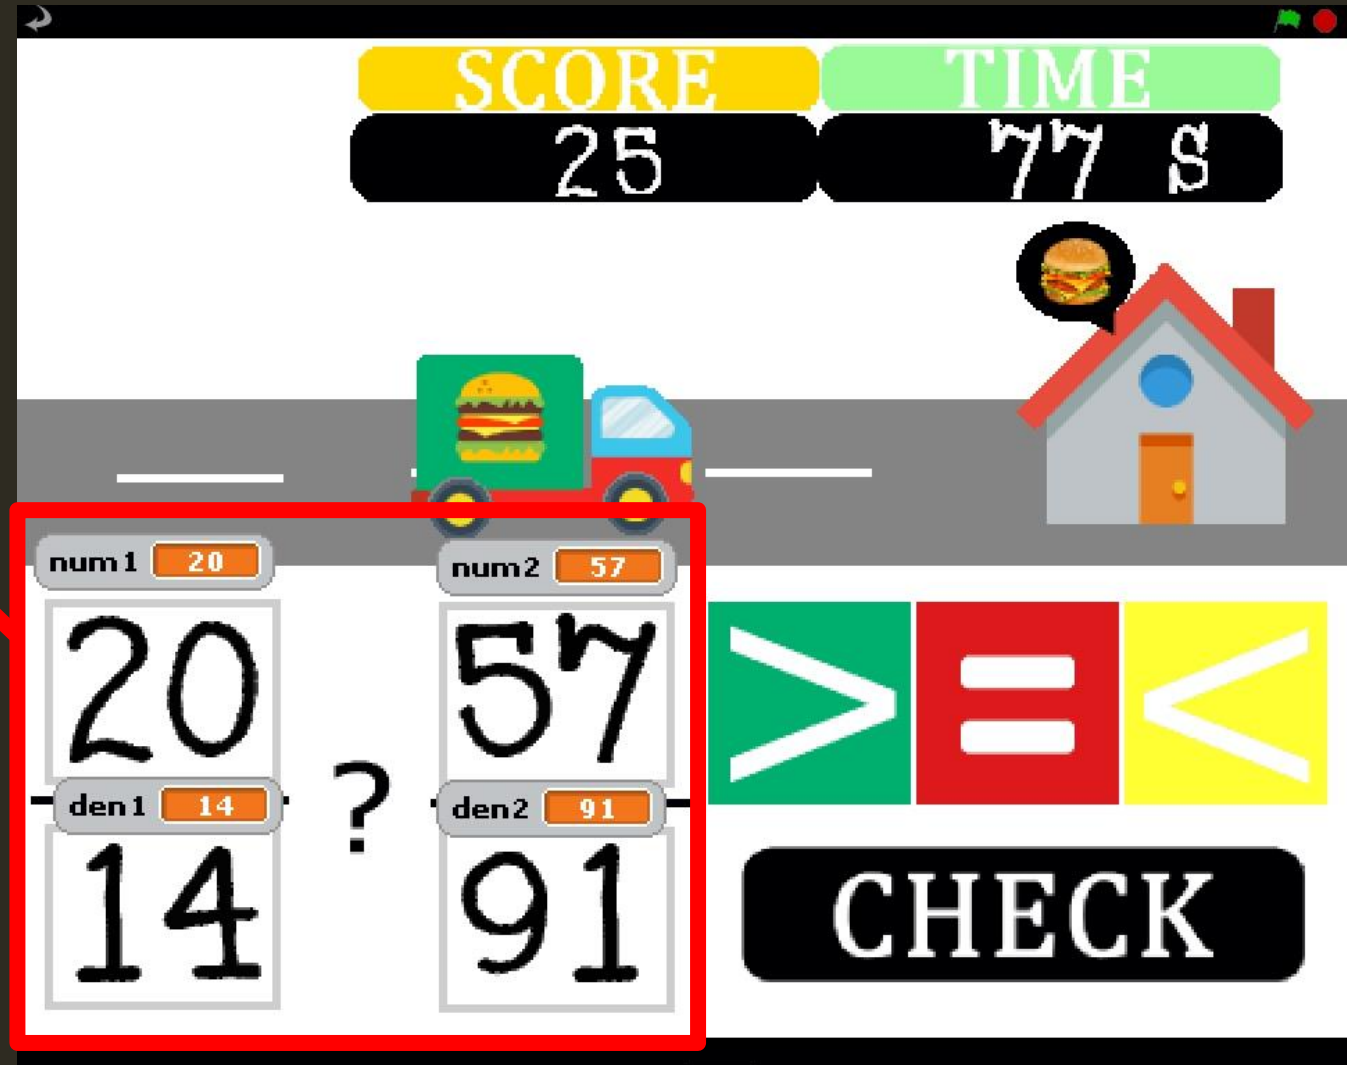 SCORE TIME
25 77 S
num1 20 num2 57
20 57 > = <
den1 14 ? den2 91
14 91 CHECK